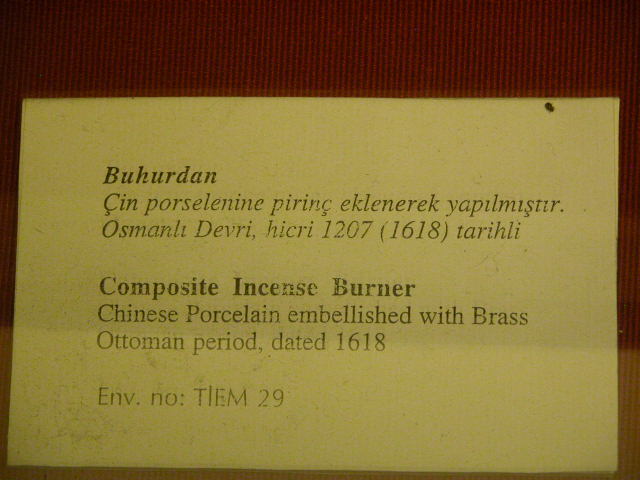 Buhurdan
Çin porselenine pirinç eklenerek yapılmıştır.
Osmanlı Devri, hicri 1207 (1618) tarihli
Composite Incense Burner
Chinese Porcelain embellished with Brass
Ottoman period, dated 1618
Env. no: TİEM 29